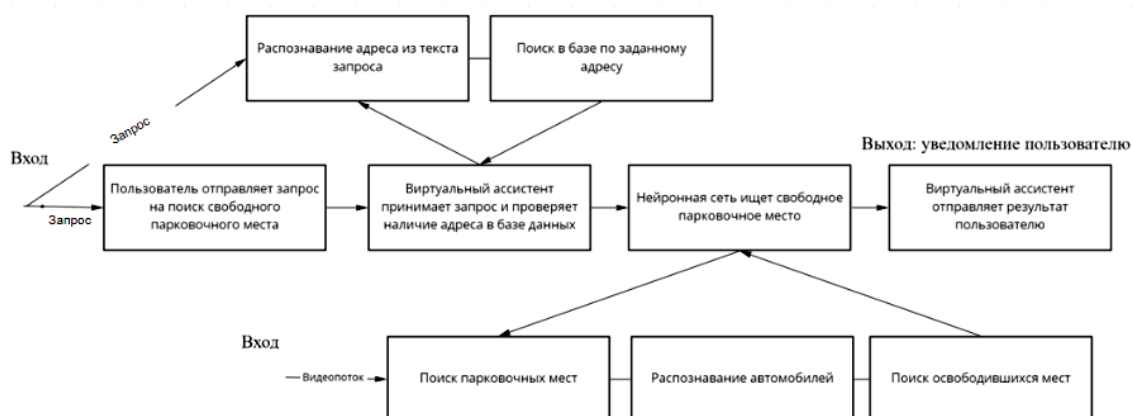 Распознавание адреса из текста
запроса
Поиск в базе по заданному
адресу
Запрос
Вход
Выход: уведомление пользователю
Пользователь отправляет запрос
на поиск свободного
парковочного места
Виртуальный ассистент
принимает запрос и проверяет
наличие адреса в базе данных
Нейронная сеть ищет свободное
парковочное место
Виртуальный ассистент
отправляет результат
пользователю
Запрос
Вход
Видеопоток
Поиск парковочных мест
Распознавание автомобилей
Поиск освободившихся мест